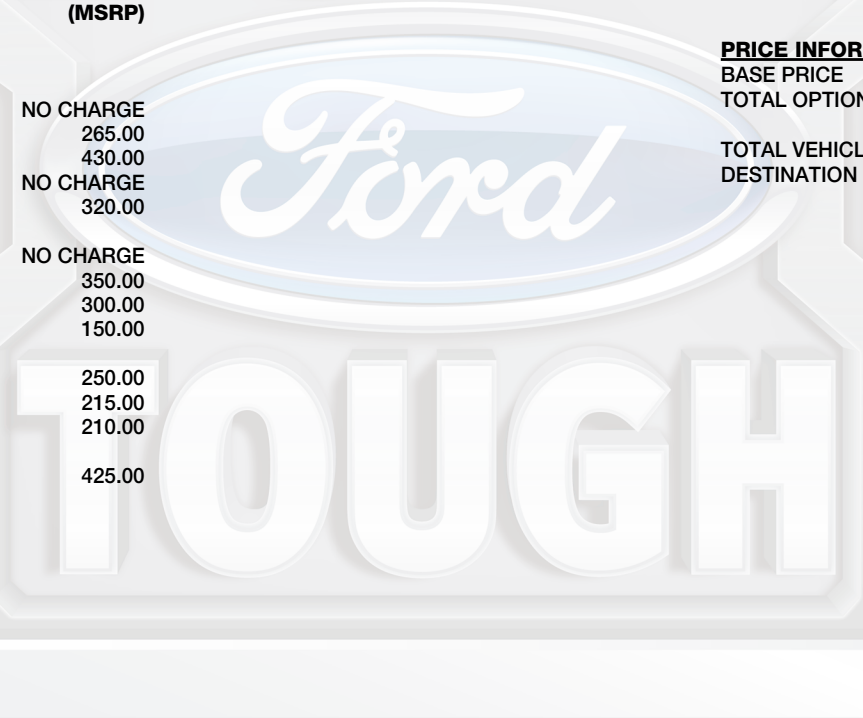 (MSRP)
NO CHARGE
265.00
430.00
NO CHARGE
320.00
NO CHARGE
350.00
300.00
150.00
250.00
215.00
210.00
425.00
PRICE INFOR
BASE PRICE
TOTAL OPTION
TOTAL VEHICL
DESTINATION
Ford
TOUGH